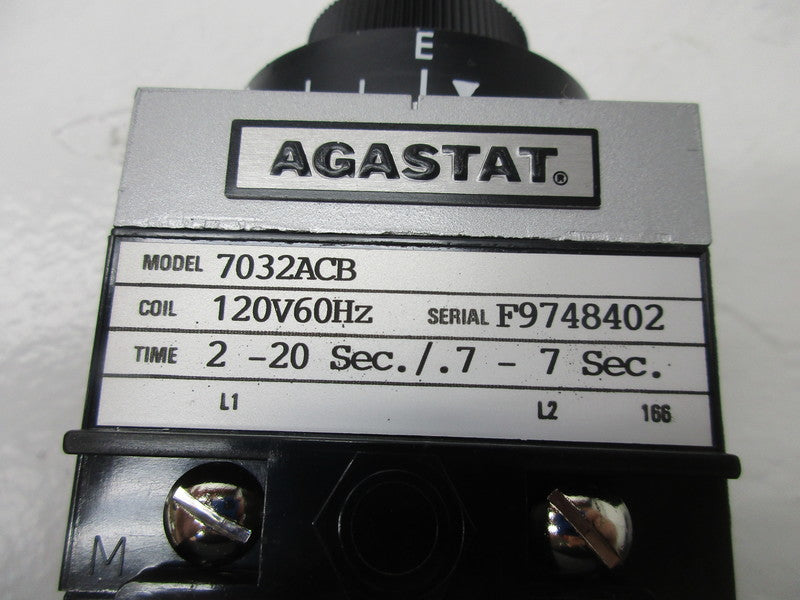 E
AGASTAT®
MODEL 7032ACB
COIL 120V60Hz SERIAL F9748402
TIME 2 -20 Sec./.7 - 7 Sec.
L1 L2 166
M